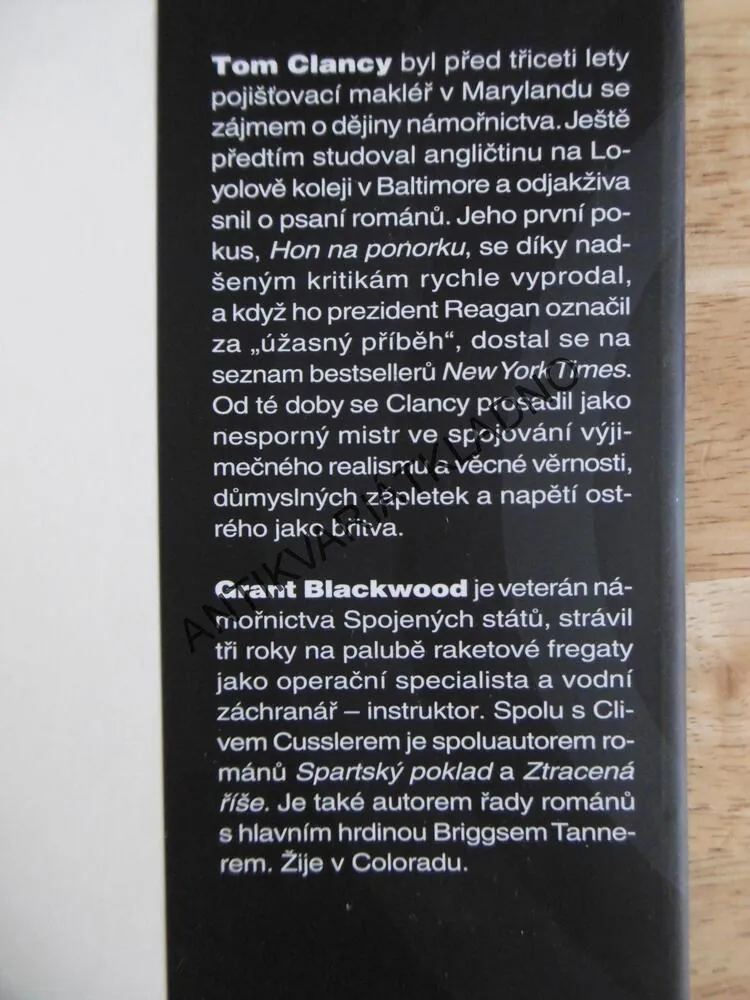 Tom Clancy byl před třiceti lety
pojišťovací makléř v Marylandu se
zájmem o dějiny námořnictva. Ještě
předtím studoval angličtinu na Lo-
yolově koleji v Baltimore a odjakživa
snil o psaní románů. Jeho první po-
kus, Hon na ponorku, se díky nad-
šeným kritikám rychle vyprodal,
a když ho prezident Reagan označil
za „úžasný příběh“, dostal se na
seznam bestsellerů New York Times.
Od té doby se Clancy prosadil jako
nesporný mistr ve spojování výji-
mečného realismu a věcné věrnosti,
důmyslných zápletek a napětí ost-
rého jako břitva.
Grant Blackwood je veterán ná-
mořnictva Spojených států, strávil
tři roky na palubě raketové fregaty
jako operační specialista a vodní
záchranář – instruktor. Spolu s Cli-
vem Cusslerem je spoluautorem ro-
mánů Spartský poklad a Ztracená
říše. Je také autorem řady románů
s hlavním hrdinou Briggsem Tanne-
rem. Žije v Coloradu.
ANTIKVARIÁT KLADNO